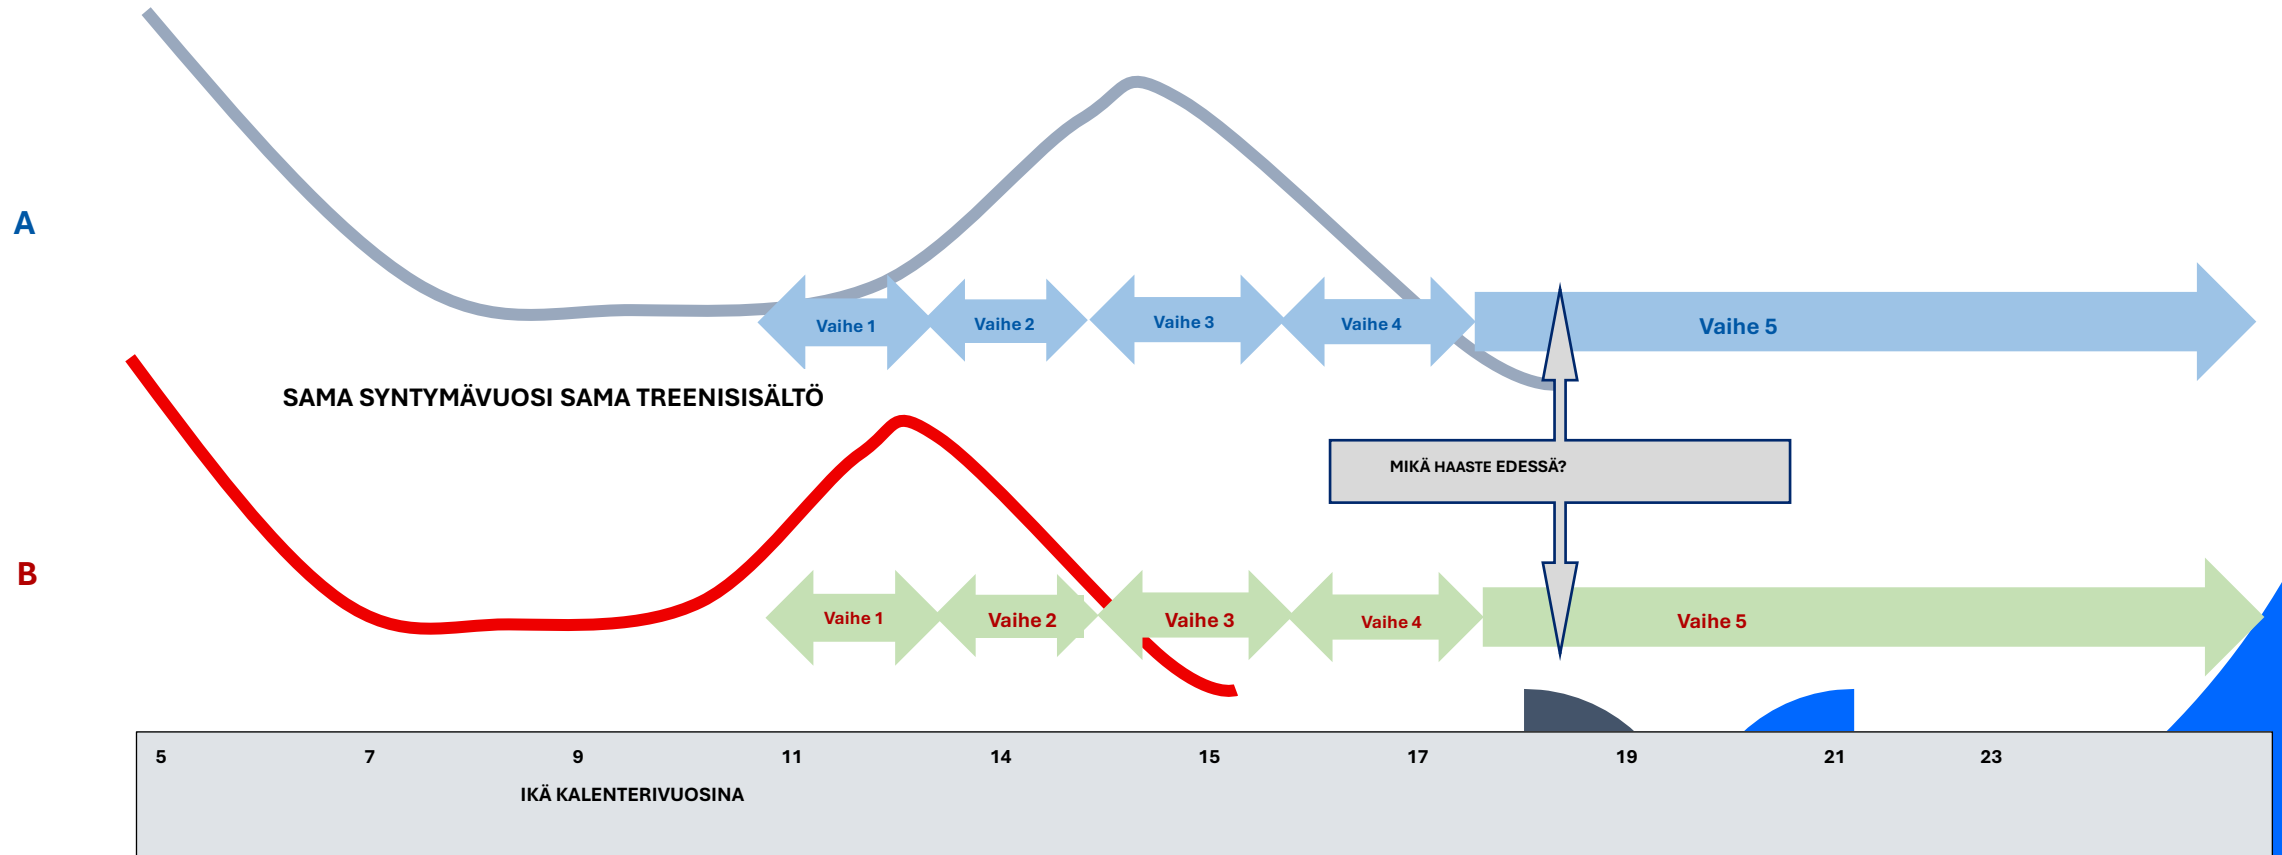 A
Vaihe 1
Vaihe 2
Vaihe 3
Vaihe 4
Vaihe 5
SAMA SYNTYMÄVUOSI SAMA TREENISISÄLTÖ
MIKÄ HAASTE EDESSÄ?
B
Vaihe 1
Vaihe 2
Vaihe 3
Vaihe 4
Vaihe 5
5 7 9 11 14 15 17 19 21 23
IKÄ KALENTERIVUOSINA